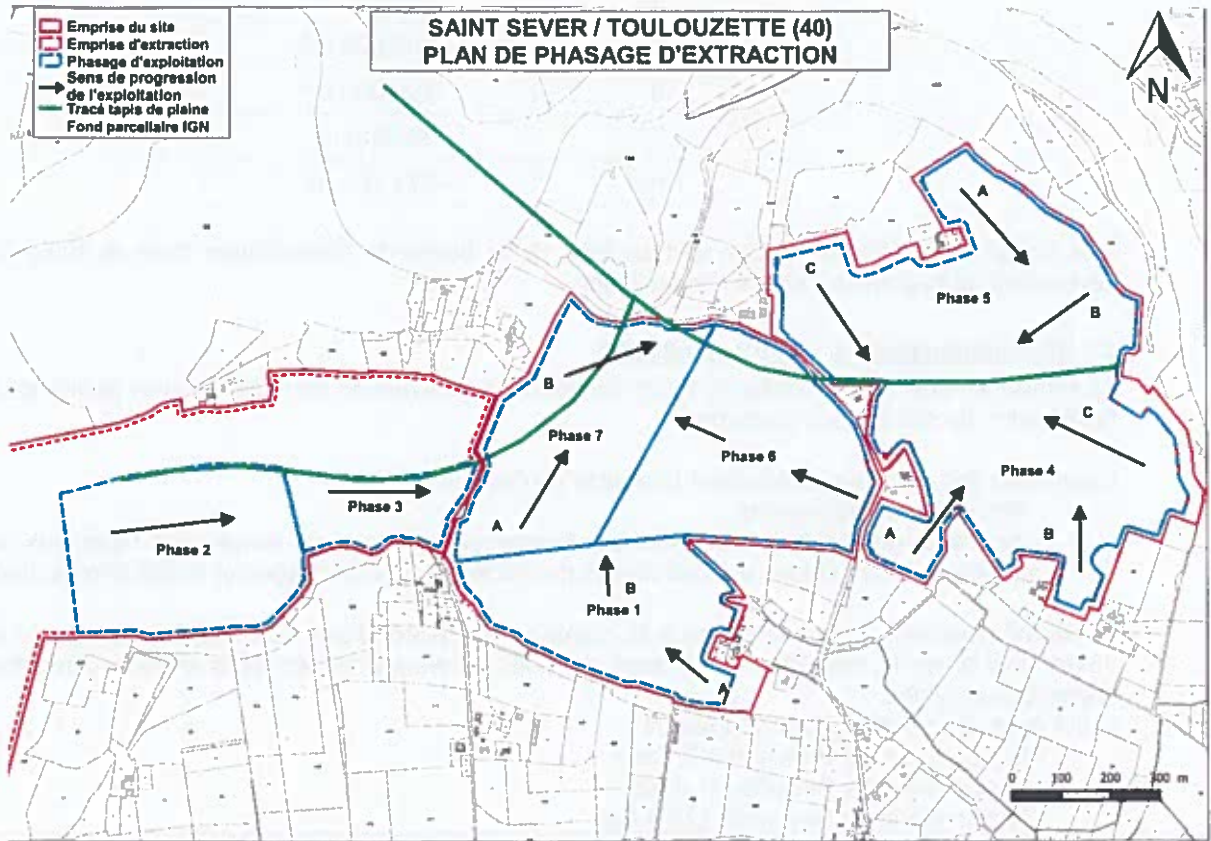 SAINT SEVER / TOULOUZETTE (40)
PLAN DE PHASAGE D'EXTRACTION
Emprise du site
Emprise d'extraction
Phasage d'exploitation
Sens de progression
de l'exploitation
Tracé tapis de plaine
Fond parcellaire IGN
N
A
C
Phase 5
B
B
C
Phase 7
Phase 6
Phase 4
Phase 3
A
A
B
Phase 2
B
Phase 1
A
0 100 200 300 m